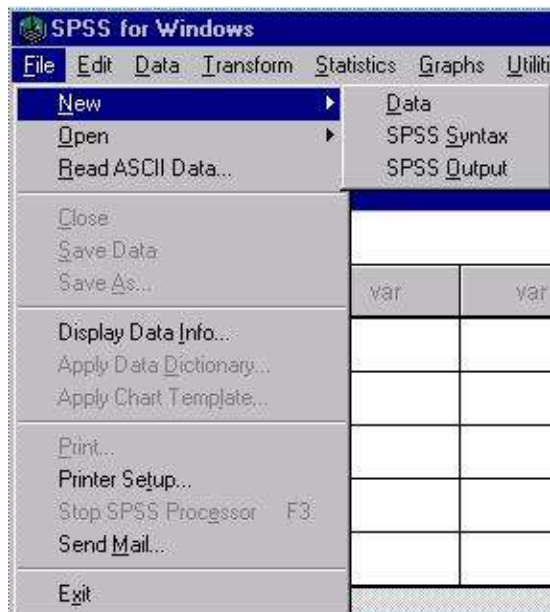 SPSS for Windows
File Edit Data Transform Statistics Graphs Utiliti
New
Data
Open
SPSS Syntax
Read ASCII Data...
SPSS Output
Close
Save Data
Save As...
var var
Display Data Info...
Apply Data Dictionary...
Apply Chart Template...
Print...
Printer Setup...
Stop SPSS Processor F3
Send Mail...
Exit